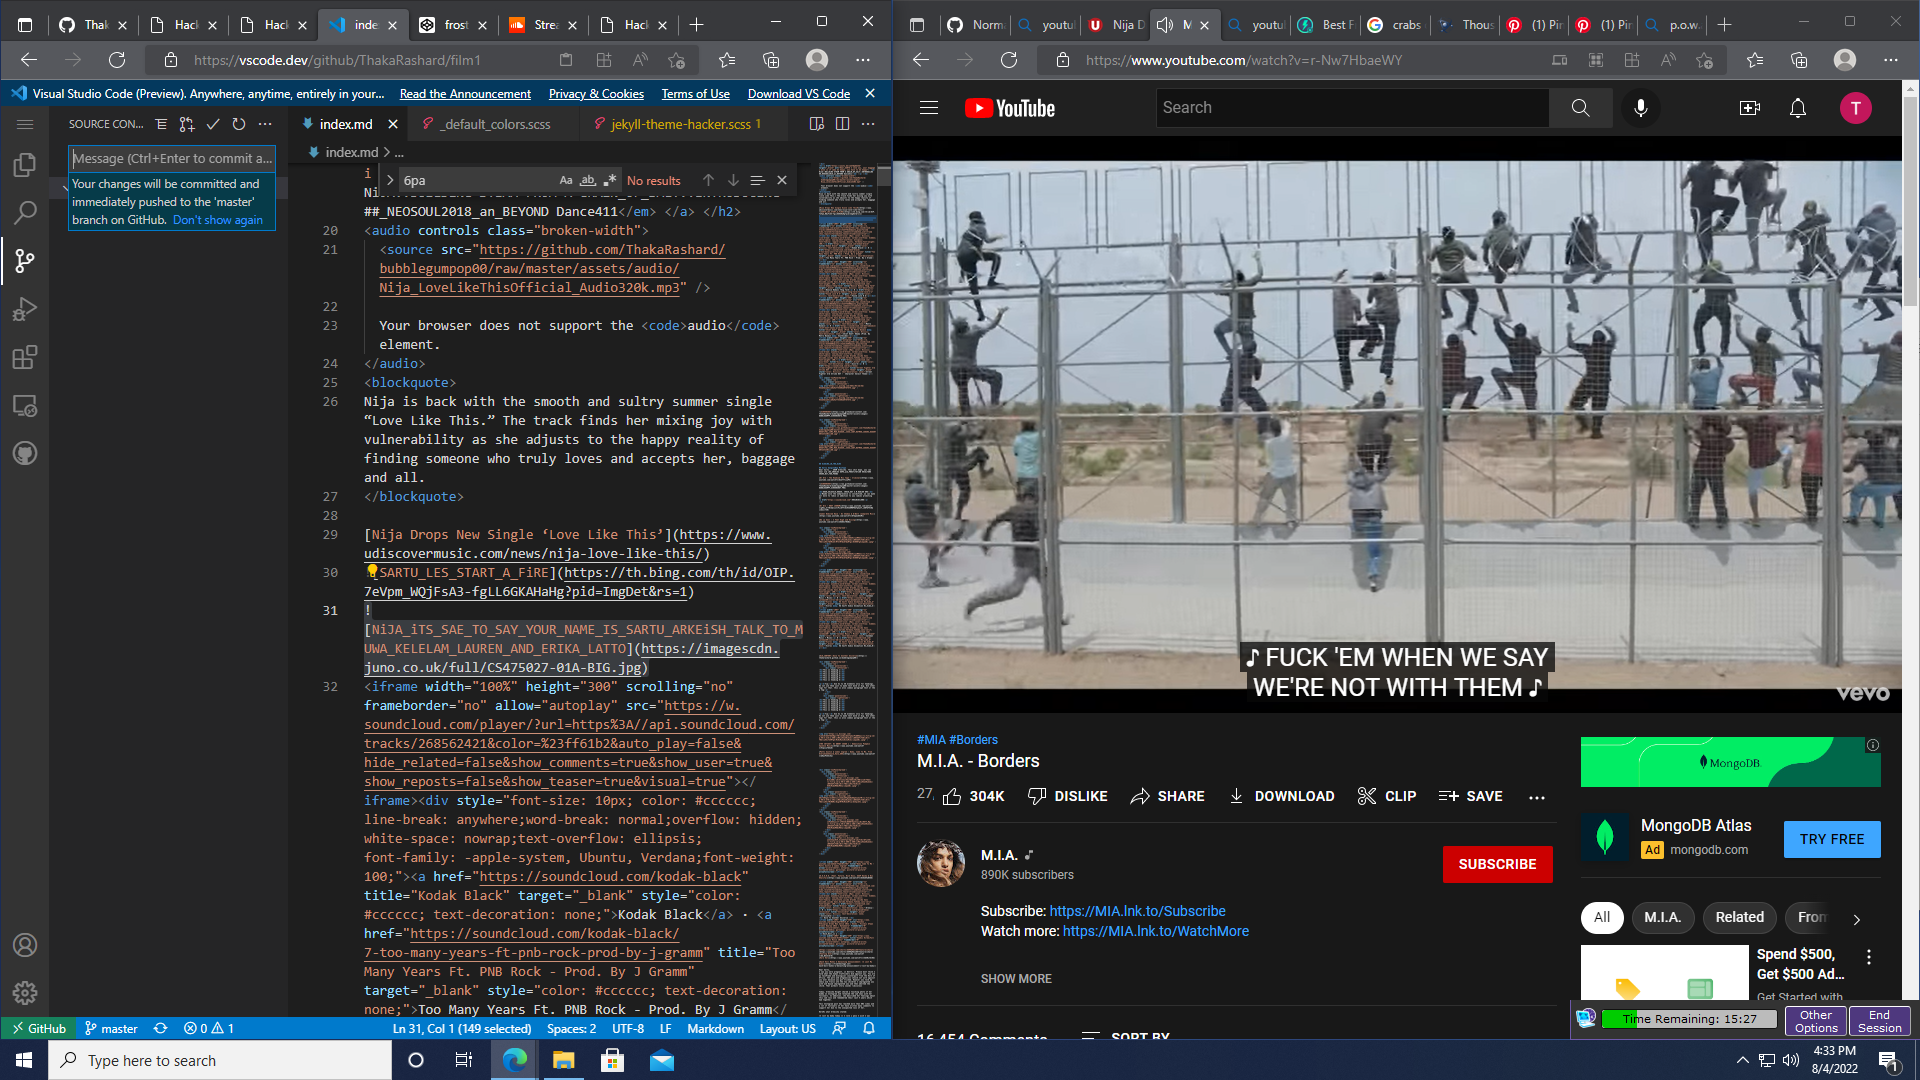 Thak
Hack
Hack
inde
frost
Strea
Hack
https://vscode.dev/github/ThakaRashard/film1
Visual Studio Code (Preview). Anywhere, anytime, entirely in your...
Read the Announcement
Privacy & Cookies
Terms of Use
Download VS Code
SOURCE CON...
Message (Ctrl+Enter to commit a...
Your changes will be committed and
immediately pushed to the 'master'
branch on GitHub. Don't show again
index.md
_default_colors.scss
jekyll-theme-hacker.scss 1
index.md > ...
6pa
Aa
ab
No results
##_NEOSOUL2018_an_BEYOND Dance411</em> </a> </h2>
20 <audio controls class="broken-width">
21 <source src="https://github.com/ThakaRashard/
bubblegumpop00/raw/master/assets/audio/
Nija_LoveLikeThisOfficial_Audio320k.mp3" />
22
23 Your browser does not support the <code>audio</code>
element.
24 </audio>
25 <blockquote>
26 Nija is back with the smooth and sultry summer single
“Love Like This.” The track finds her mixing joy with
vulnerability as she adjusts to the happy reality of
finding someone who truly loves and accepts her, baggage
and all.
27 </blockquote>
28
29 [Nija Drops New Single ‘Love Like This’](https://www.
udiscovermusic.com/news/nija-love-like-this/)
30 SARTU_LES_START_A_FiRE](https://th.bing.com/th/id/OIP.
7eVpm_WQjFsA3-fgLL6GKAHaHg?pid=ImgDet&rs=1)
31 !
[NiJA_iTS_SAE_TO_SAY_YOUR_NAME_IS_SARTU_ARKEiSH_TALK_TO_M
UWA_KELELAM_LAUREN_AND_ERIKA_LATTO](https://imagescdn.
juno.co.uk/full/CS475027-01A-BIG.jpg)
32 <iframe width="100%" height="300" scrolling="no"
frameborder="no" allow="autoplay" src="https://w.
soundcloud.com/player/?url=https%3A//api.soundcloud.com/
tracks/268562421&color=%23ff61b2&auto_play=false&
hide_related=false&show_comments=true&show_user=true&
show_reposts=false&show_teaser=true&visual=true"></
iframe><div style="font-size: 10px; color: #cccccc;
line-break: anywhere;word-break: normal;overflow: hidden;
white-space: nowrap;text-overflow: ellipsis;
font-family: -apple-system, Ubuntu, Verdana;font-weight:
100;"><a href="https://soundcloud.com/kodak-black"
title="Kodak Black" target="_blank" style="color:
#cccccc; text-decoration: none;">Kodak Black</a> · <a
href="https://soundcloud.com/kodak-black/
7-too-many-years-ft-pnb-rock-prod-by-j-gramm" title="Too
Many Years Ft. PNB Rock - Prod. By J Gramm"
target="_blank" style="color: #cccccc; text-decoration:
none;">Too Many Years Ft. PNB Rock - Prod. By J Gramm</
GitHub
master
0
1
Ln 31, Col 1 (149 selected)
Spaces: 2
UTF-8
LF
Markdown
Layout: US
Norma
youtu
Nija D
M
youtu
Best F
crabs
Thous
(1) Pir
(1) Pir
p.o.w.
https://www.youtube.com/watch?v=r-Nw7HbaeWY
YouTube
Search
T
♪ FUCK 'EM WHEN WE SAY
WE'RE NOT WITH THEM ♪
vevo
#MIA #Borders
M.I.A. - Borders
304K
DISLIKE
SHARE
DOWNLOAD
CLIP
SAVE
M.I.A.
890K subscribers
SUBSCRIBE
Subscribe: https://MIA.lnk.to/Subscribe
Watch more: https://MIA.lnk.to/WatchMore
SHOW MORE
16,454 Comments
SORT BY
MongoDB.
MongoDB Atlas
Ad mongodb.com
TRY FREE
All
M.I.A.
Related
From
Spend $500,
Get $500 Ad...
Get Started with
Time Remaining: 15:27
Other
Options
End
Session
Type here to search
4:33 PM
8/4/2022
1